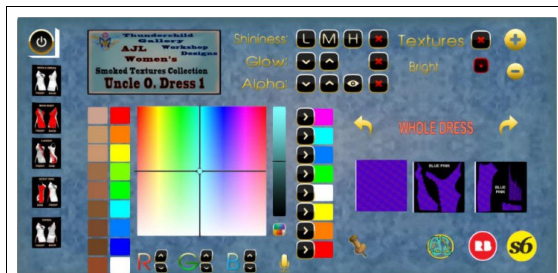 Thunderchild
Gallery
AJL Workshop
Designs
Women's
Smoked Textures Collection
Uncle O. Dress 1
Shininess: L M H
Glow:
Alpha:
Textures
Bright
WHOLE DRESS
BLUE PINK
BLUE
PINK
R G B
RB
s6